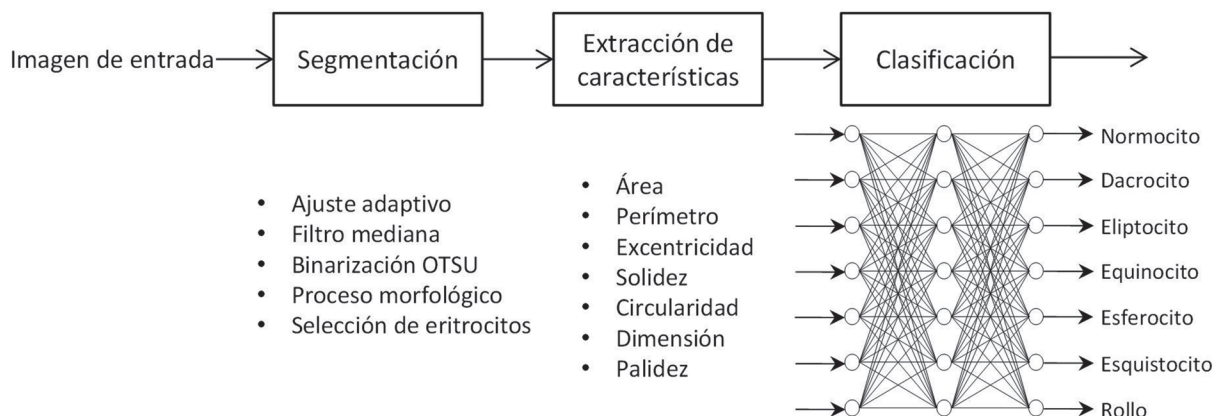 Imagen de entrada
Segmentación
Extracción de
característícas
Clasificación
• Ajuste adaptivo
• Filtro mediana
• Binarización OTSU
• Proceso morfológico
• Selección de eritrocitos
• Área
• Perímetro
• Excentricidad
• Solidez
• Circularidad
• Dimensión
• Palidez
Normocito
Dacrocito
Eliptocito
Equinocito
Esferocito
Esquistocito
Rollo